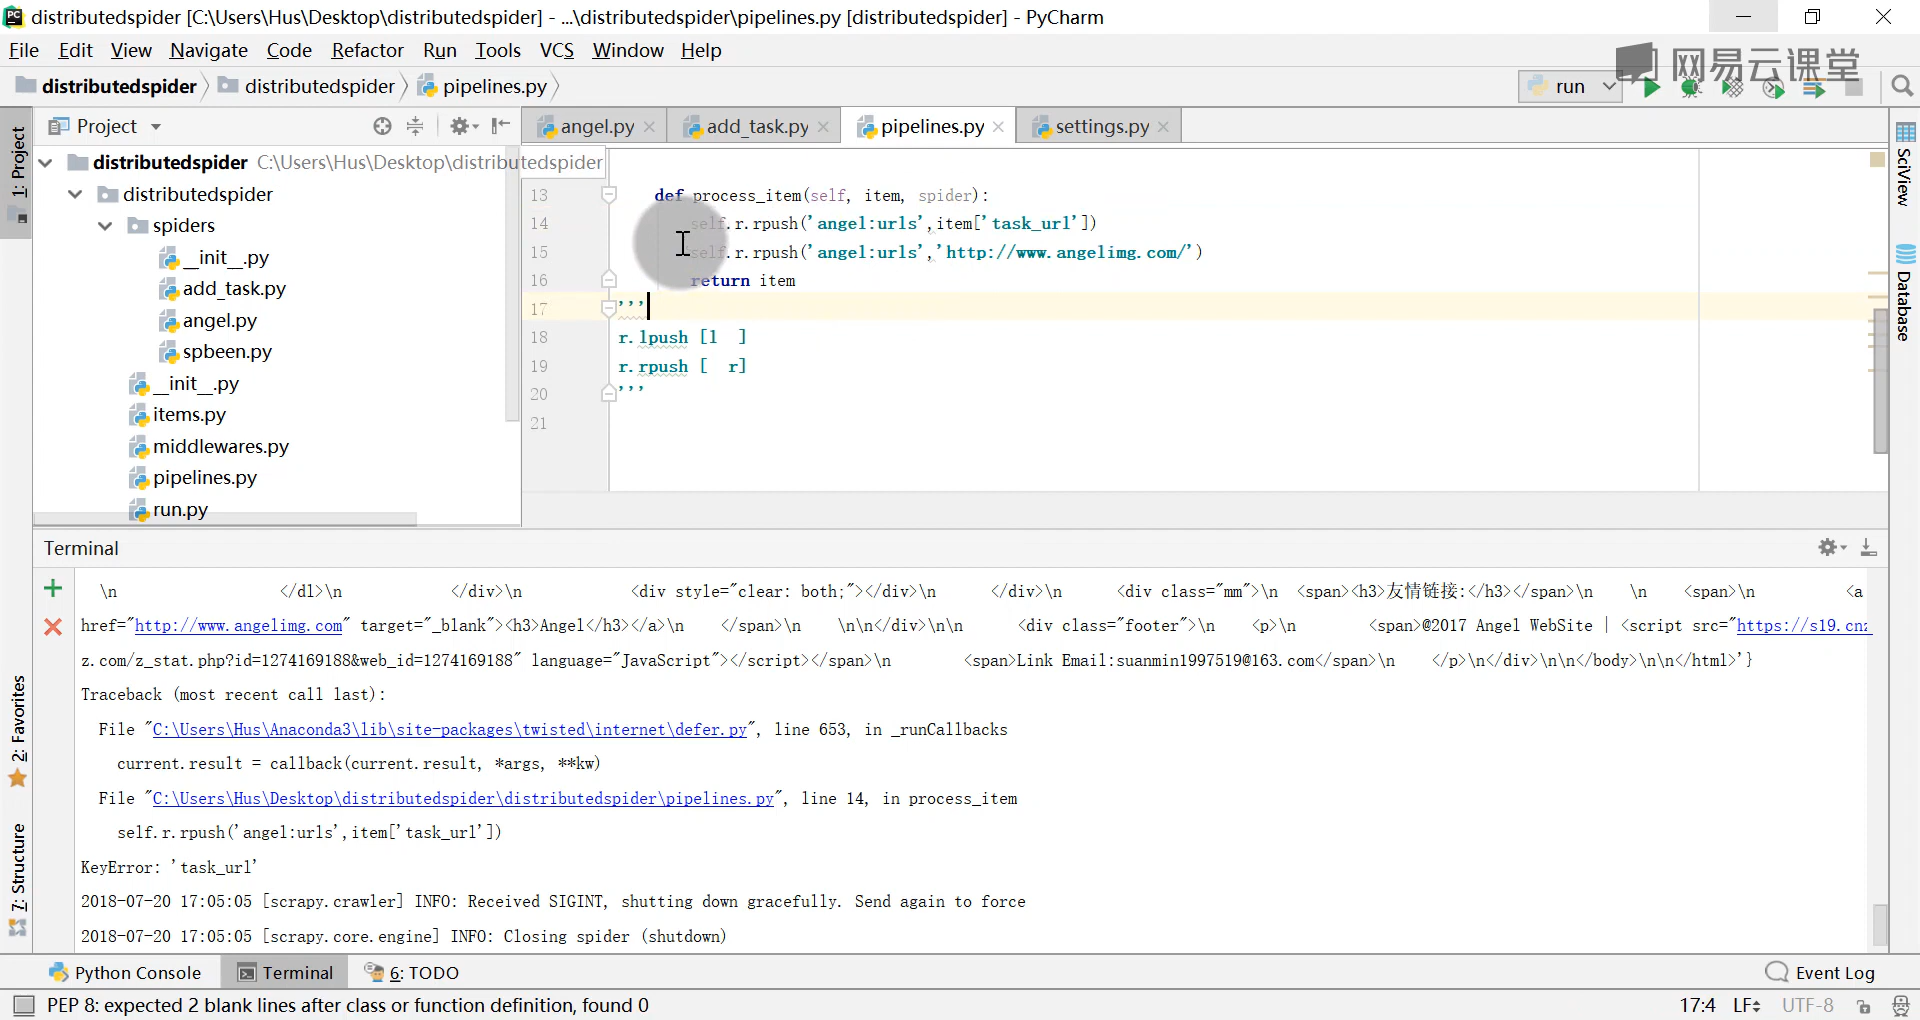 distributedspider [C:\Users\Hus\Desktop\distributedspider] - ...\distributedspider\pipelines.py [distributedspider] - PyCharm
File Edit View Navigate Code Refactor Run Tools VCS Window Help
网易云课堂
distributedspider distributedspider pipelines.py run
Project angel.py add_task.py pipelines.py settings.py
1: Project
SciView
Database
distributedspider C:\Users\Hus\Desktop\distributedspider
distributedspider
spiders
__init__.py
add_task.py
angel.py
spbeen.py
__init__.py
items.py
middlewares.py
pipelines.py
run.py
13 def process_item(self, item, spider):
14 self.r.rpush('angel:urls',item['task_url'])
15 self.r.rpush('angel:urls','http://www.angelimg.com/')
16 return item
17 '''
18 r.lpush [l  ]
19 r.rpush [  r]
20 '''
21
Terminal
\n </dl>\n </div>\n <div style="clear: both;"></div>\n </div>\n <div class="mm">\n <span><h3>友情链接:</h3></span>\n \n <span>\n <a
href="http://www.angelimg.com" target="_blank"><h3>Angel</h3></a>\n </span>\n \n\n</div>\n\n <div class="footer">\n <p>\n <span>@2017 Angel WebSite | <script src="https://s19.cnz
z.com/z_stat.php?id=1274169188&web_id=1274169188" language="JavaScript"></script></span>\n <span>Link Email:suanmin1997519@163.com</span>\n </p>\n</div>\n\n</body>\n\n</html>'}
Traceback (most recent call last):
File "C:\Users\Hus\Anaconda3\lib\site-packages\twisted\internet\defer.py", line 653, in _runCallbacks
current.result = callback(current.result, *args, **kw)
File "C:\Users\Hus\Desktop\distributedspider\distributedspider\pipelines.py", line 14, in process_item
self.r.rpush('angel:urls',item['task_url'])
KeyError: 'task_url'
2018-07-20 17:05:05 [scrapy.crawler] INFO: Received SIGINT, shutting down gracefully. Send again to force
2018-07-20 17:05:05 [scrapy.core.engine] INFO: Closing spider (shutdown)
2: Favorites
7: Structure
Python Console Terminal 6: TODO Event Log
PEP 8: expected 2 blank lines after class or function definition, found 0 17:4 LF UTF-8